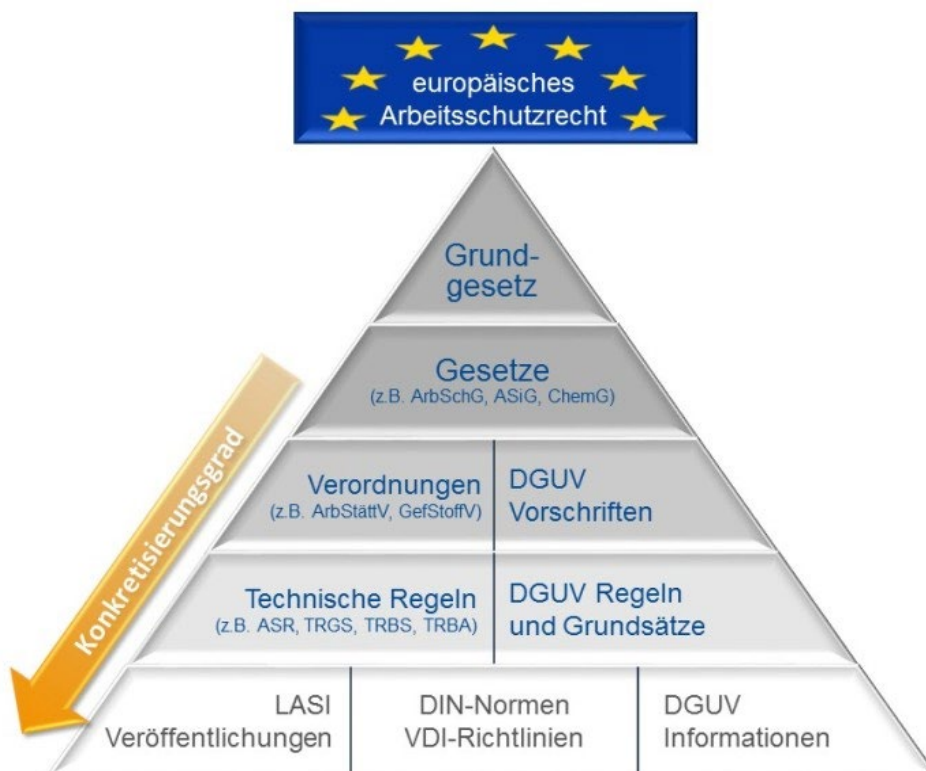 europäisches
Arbeitsschutzrecht
Grund-
gesetz
Gesetze
(z.B. ArbSchG, ASiG, ChemG)
Konkretisierungsgrad
Verordnungen
(z.B. ArbStättV, GefStoffV)
DGUV
Vorschriften
Technische Regeln
(z.B. ASR, TRGS, TRBS, TRBA)
DGUV Regeln
und Grundsätze
LASI
Veröffentlichungen
DIN-Normen
VDI-Richtlinien
DGUV
Informationen